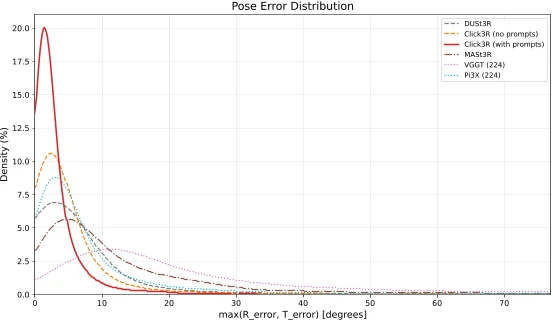 Pose Error Distribution
DUSt3R
Click3R (no prompts)
Click3R (with prompts)
MASt3R
VGGT (224)
Pi3X (224)
Density (%)
20.0
17.5
15.0
12.5
10.0
7.5
5.0
2.5
0.0
0 10 20 30 40 50 60 70
max(R_error, T_error) [degrees]